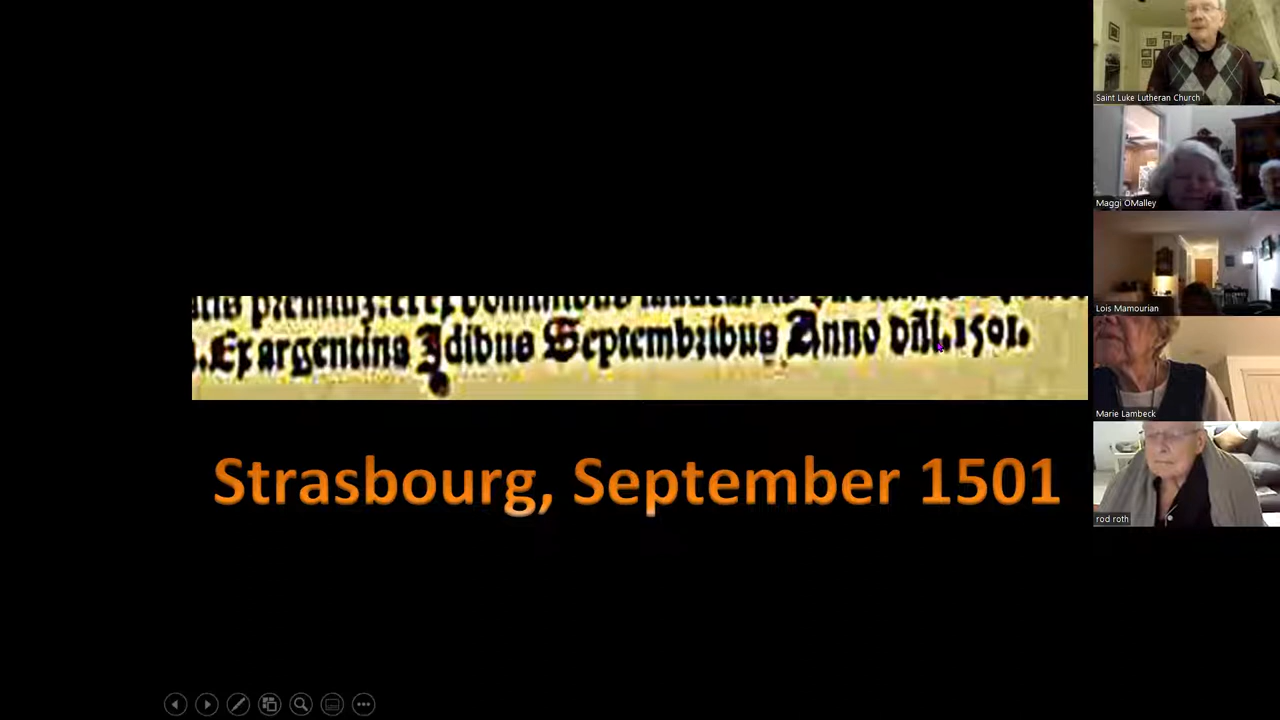 Ex argentina Idibus Septembribus Anno dñi.1501.
Strasbourg, September 1501
Saint Luke Lutheran Church
Maggi OMalley
Lois Mamourian
Marie Lambeck
rod roth